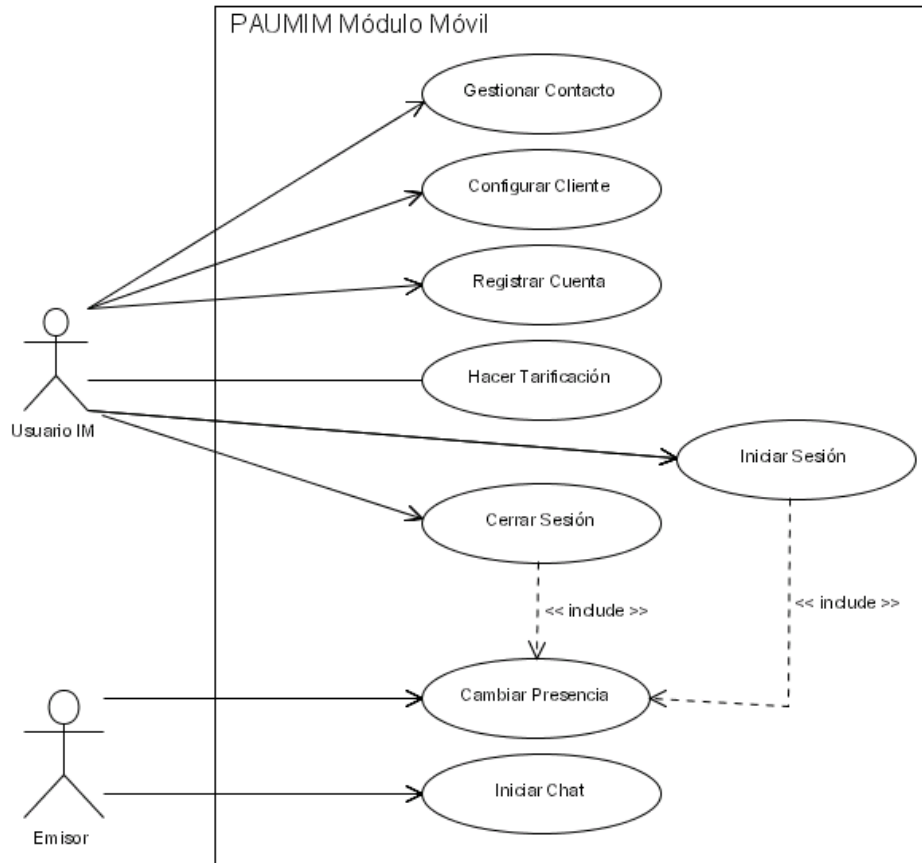 PAUMIM Módulo Móvil
Gestionar Contacto
Configurar Cliente
Registrar Cuenta
Hacer Tarificación
Usuario IM
Iniciar Sesión
Cerrar Sesión
<< include >>
<< include >>
Cambiar Presencia
Iniciar Chat
Emisor